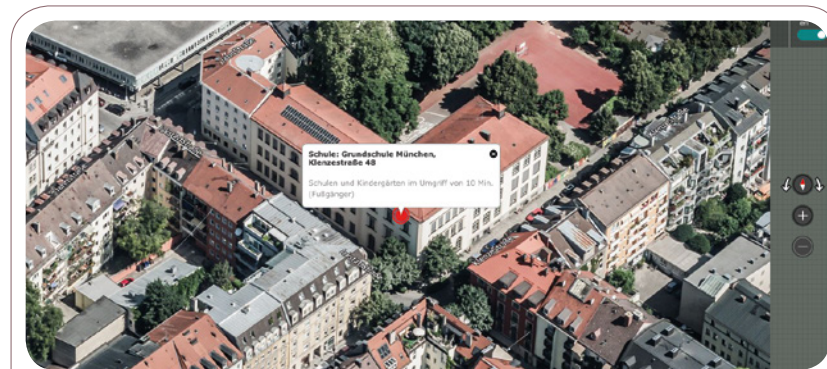 Schule: Grundschule München,
Klenzestraße 48
Schulen und Kindergärten im Umgriff von 10 Min.
(Fußgänger)